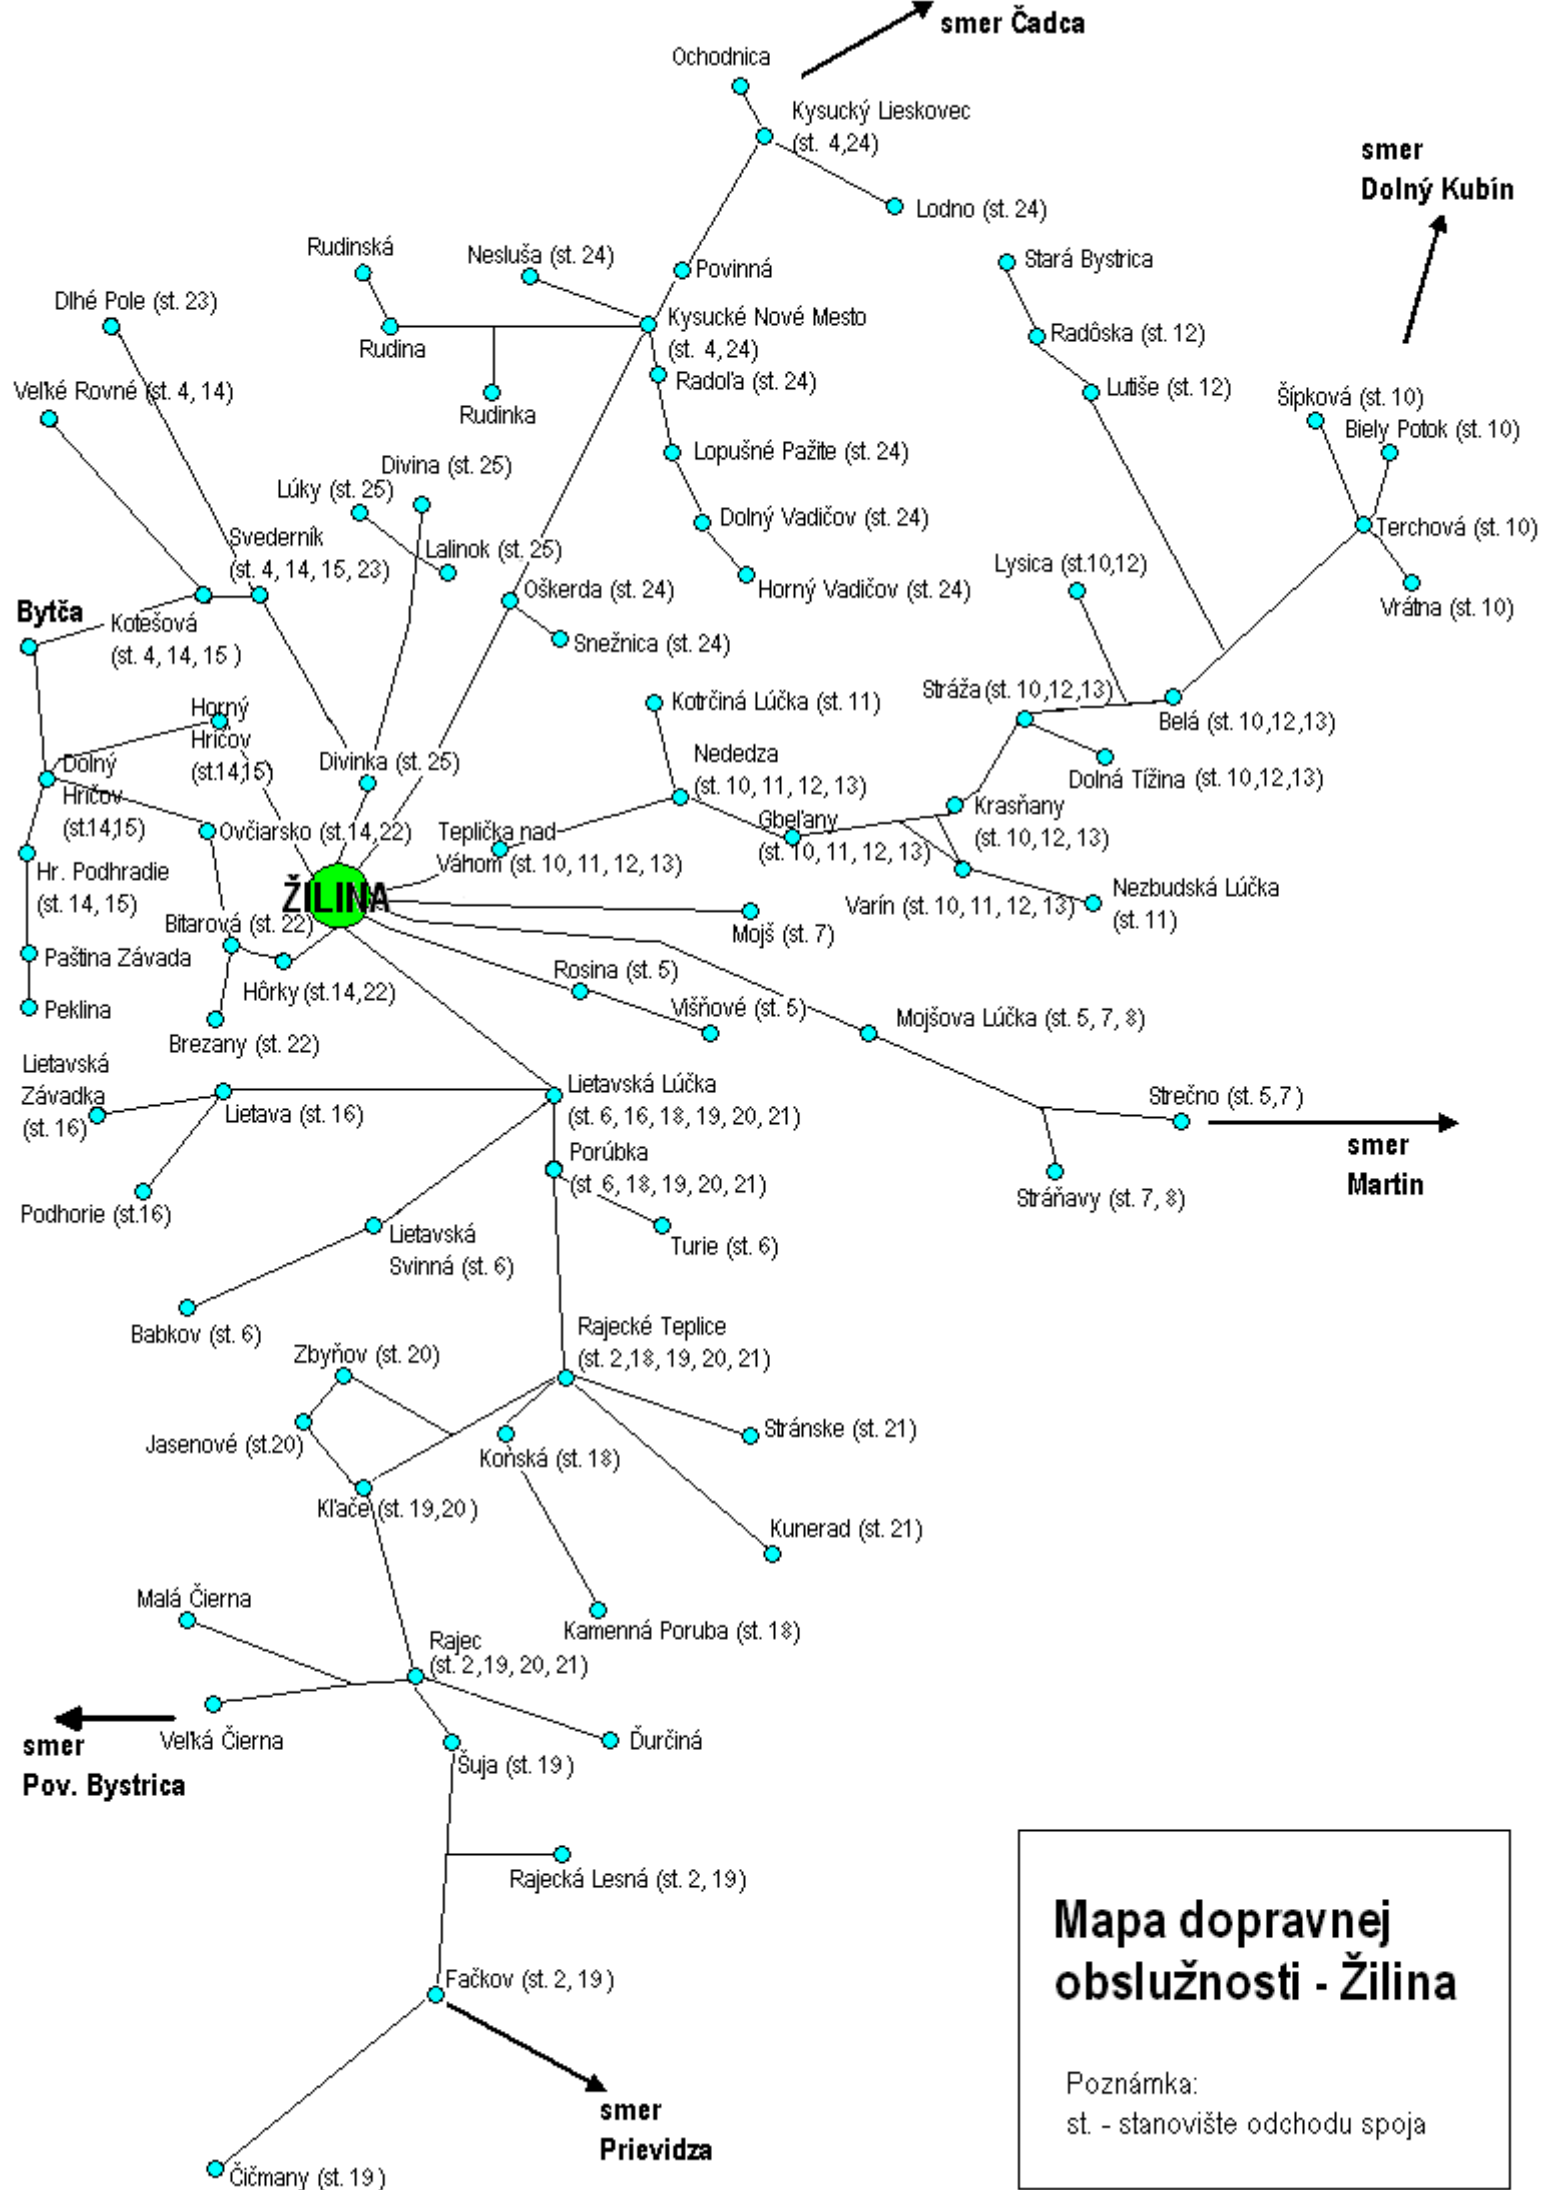 smer Čadca
Ochodnica
Kysucký Lieskovec
(st. 4,24)
smer
Dolný Kubín
Lodno (st. 24)
Rudinská
Nesluša (st. 24)
Povinná
Stará Bystrica
Dlhé Pole (st. 23)
Kysucké Nové Mesto
(st. 4,24)
Rudina
Radôska (st. 12)
Radoľa (st. 24)
Veľké Rovné (st. 4, 14)
Lutiše (st. 12)
Šípková (st. 10)
Rudinka
Biely Potok (st. 10)
Lopušné Pažite (st. 24)
Divina (st. 25)
Lúky (st. 25)
Dolný Vadičov (st. 24)
Terchová (st. 10)
Svederník
(st. 4, 14, 15, 23)
Lalinok (st. 25)
Lysica (st.10,12)
Oškerda (st. 24)
Horný Vadičov (st. 24)
Vrátna (st. 10)
Bytča
Kotešová
(st. 4, 14, 15 )
Snežnica (st. 24)
Stráža (st. 10,12,13)
Kotrčiná Lúčka (st. 11)
Horný
Hričov
(st.14,15)
Belá (st. 10,12,13)
Dolný
Hričov
(st.14,15)
Divinka (st. 25)
Nededza
(st. 10, 11, 12, 13)
Dolná Tížina (st. 10,12,13)
Krasňany
(st. 10,12,13)
Gbeľany
(st. 10, 11, 12, 13)
Ovčiarsko (st.14,22)
Teplička nad
Váhom (st. 10, 11, 12, 13)
Hr. Podhradie
(st. 14, 15)
ŽILINA
Nezbudská Lúčka
(st. 11)
Varín (st. 10, 11, 12, 13)
Bitarová (st. 22)
Mojš (st. 7)
Paština Závada
Rosina (st. 5)
Hôrky (st.14,22)
Peklina
Višňové (st. 5)
Mojšova Lúčka (st. 5, 7, 8)
Brezany (st. 22)
Lietavská
Závadka
(st. 16)
Lietavská Lúčka
(st. 6, 16, 18, 19, 20, 21)
Lietava (st. 16)
Strečno (st. 5,7 )
smer
Martin
Porúbka
(st. 6, 18, 19, 20, 21)
Stráňavy (st. 7, 8)
Podhorie (st.16)
Lietavská
Svinná (st. 6)
Turie (st. 6)
Babkov (st. 6)
Rajecké Teplice
(st. 2,18, 19, 20, 21)
Zbyňov (st. 20)
Stránske (st. 21)
Jasenové (st.20)
Konská (st. 18)
Kľače (st. 19,20 )
Kunerad (st. 21)
Malá Čierna
Kamenná Poruba (st. 18)
Rajec
(st. 2,19, 20, 21)
smer
Pov. Bystrica
Veľká Čierna
Ďurčiná
Šuja (st. 19 )
Rajecká Lesná (st. 2, 19)
Mapa dopravnej
obslužnosti - Žilina
Fačkov (st. 2, 19 )
Poznámka:
st. - stanovište odchodu spoja
smer
Prievidza
Čičmany (st. 19 )